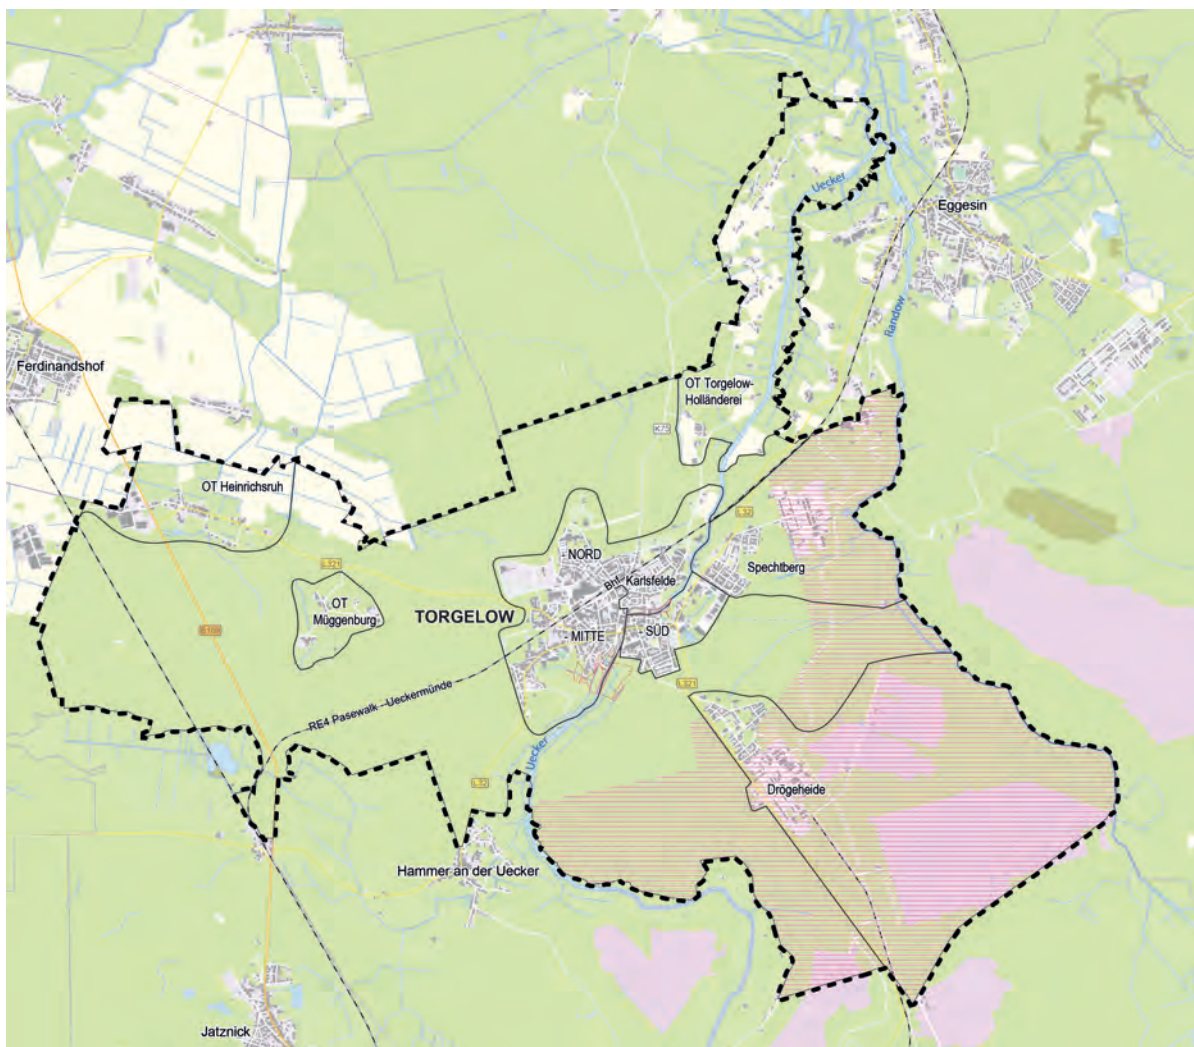 Uecker
Eggesin
Randow
Ferdinandshof
OT Torgelow-
Holländerei
K73
OT Heinrichsruh
L32
NORD
L321
Bhf.
Karlsfelde
Spechtberg
OT
Müggenburg
TORGELOW
- MITTE
- SÜD
B109
L321
RE4 Pasewalk - Ueckermünde
Uecker
L32
Drögeheide
Hammer an der Uecker
Jatznick